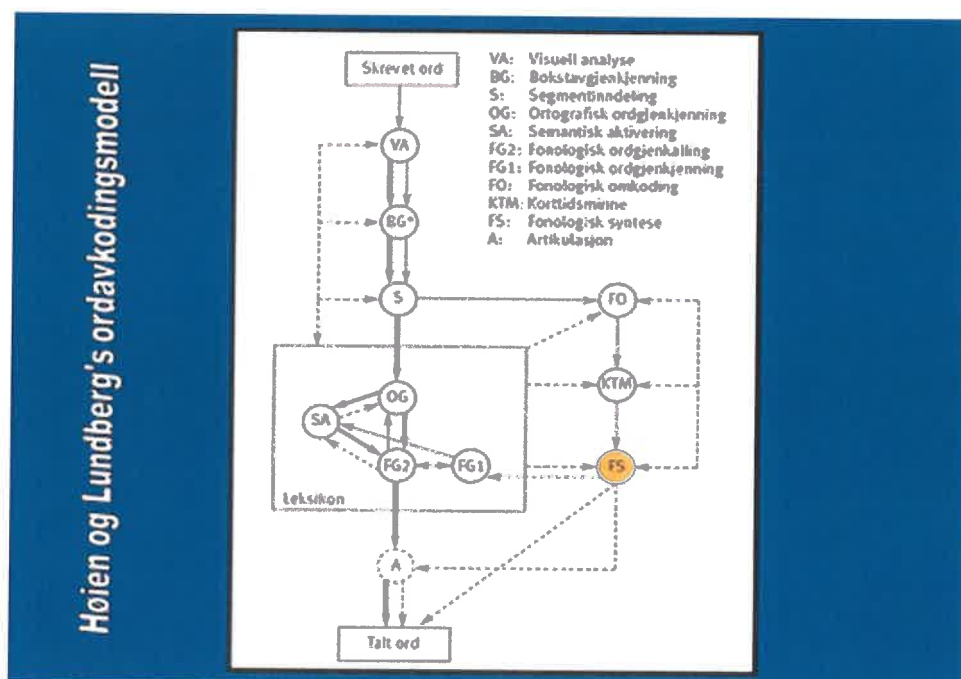 Høien og Lundberg's ordavkodingsmodell
Skrevet ord
VA: Visuell analyse
BG: Bokstavgjenkjenning
S: Segmentinndeling
OG: Ortografisk ordgjenkjenning
SA: Semantisk aktivering
FG2: Fonologisk ordgjenkalling
FG1: Fonologisk ordgjenkjenning
FO: Fonologisk omkoding
KTM: Korttidsminne
FS: Fonologisk syntese
A: Artikulasjon
VA
BG*
S
FO
OG
KTM
SA
FG2
FG1
FS
Leksikon
A
Talt ord